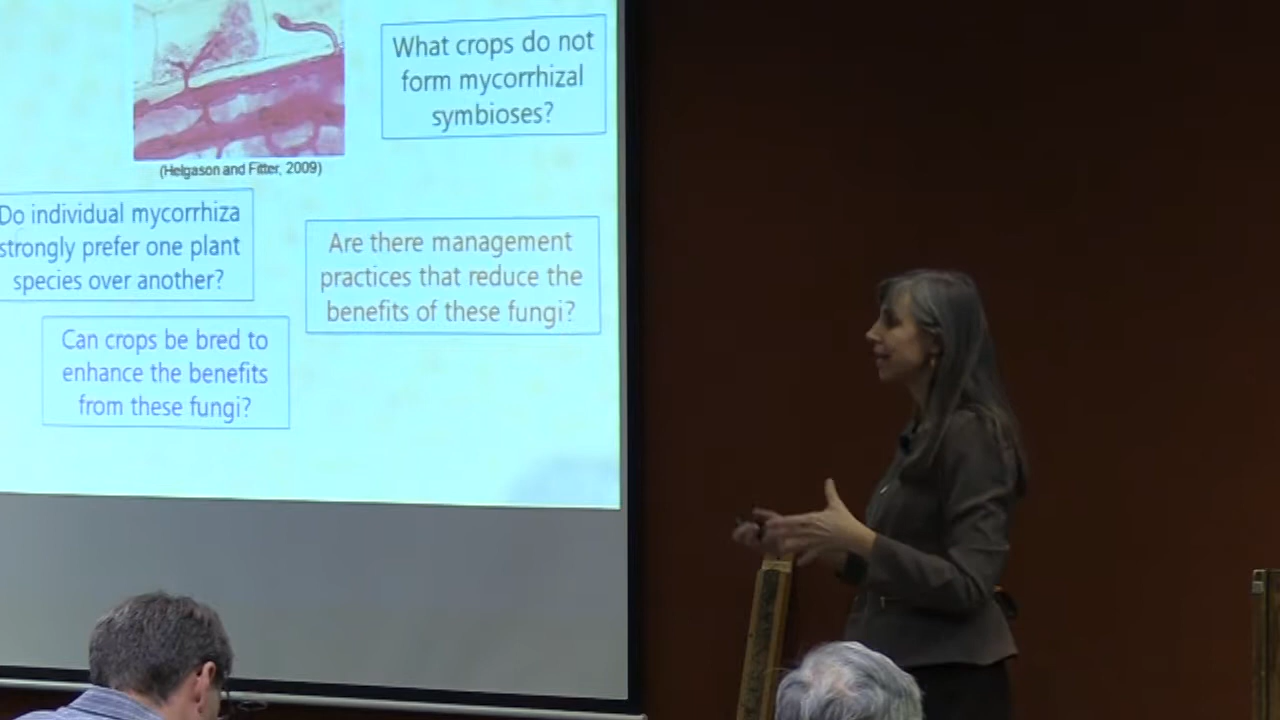 What crops do not
form mycorrhizal
symbioses?
(Helgason and Fitter, 2009)
Do individual mycorrhiza
strongly prefer one plant
species over another?
Are there management
practices that reduce the
benefits of these fungi?
Can crops be bred to
enhance the benefits
from these fungi?